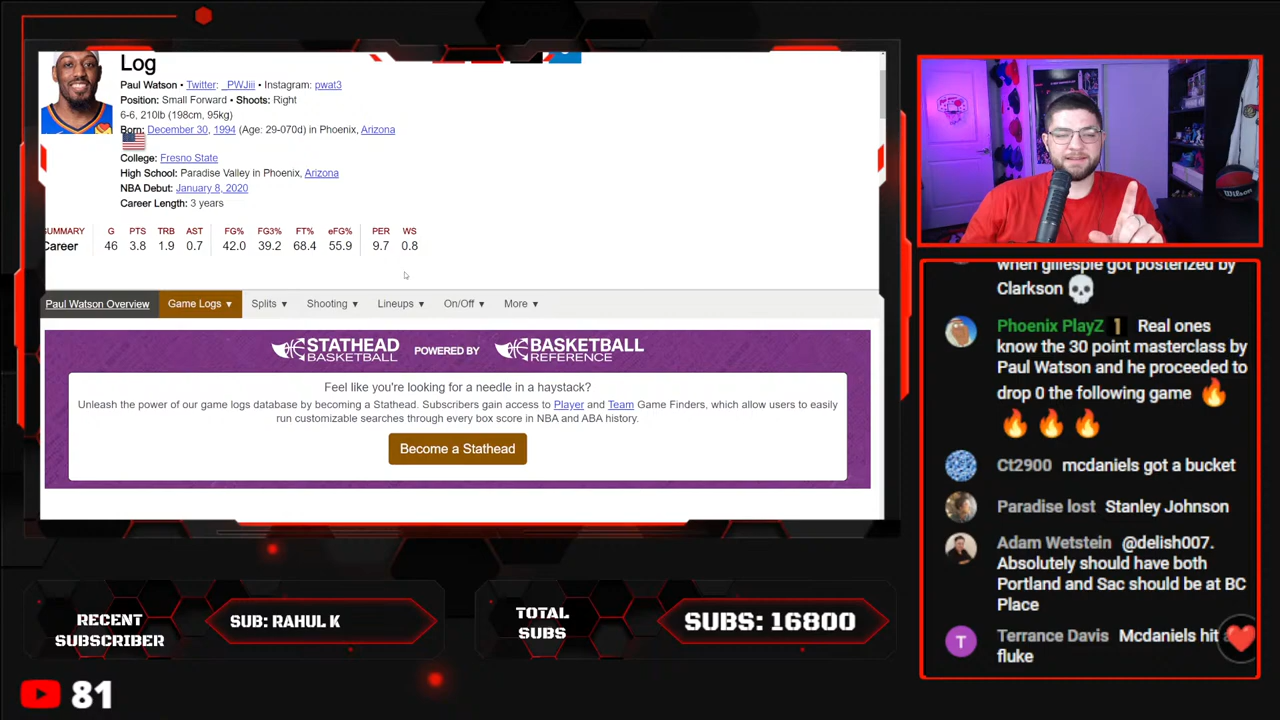 Log
Paul Watson • Twitter: _PWJiii • Instagram: pwat3
Position: Small Forward • Shoots: Right
6-6, 210lb (198cm, 95kg)
Born: December 30, 1994 (Age: 29-070d) in Phoenix, Arizona
College: Fresno State
High School: Paradise Valley in Phoenix, Arizona
NBA Debut: January 8, 2020
Career Length: 3 years
SUMMARY G PTS TRB AST FG% FG3% FT% eFG% PER WS
Career 46 3.8 1.9 0.7 42.0 39.2 68.4 55.9 9.7 0.8
Paul Watson Overview Game Logs ▼ Splits ▼ Shooting ▼ Lineups ▼ On/Off ▼ More ▼
STATHEAD BASKETBALL POWERED BY BASKETBALL REFERENCE
Feel like you're looking for a needle in a haystack?
Unleash the power of our game logs database by becoming a Stathead. Subscribers gain access to Player and Team Game Finders, which allow users to easily
run customizable searches through every box score in NBA and ABA history.
Become a Stathead
Wilson
when gillespie got posterized by
Clarkson 💀
Phoenix PlayZ 1 Real ones
know the 30 point masterclass by
Paul Watson and he proceeded to
drop 0 the following game 🔥
🔥🔥🔥
Ct2900 mcdaniels got a bucket
Paradise lost Stanley Johnson
Adam Wetstein @delish007.
Absolutely should have both
Portland and Sac should be at BC
Place
Terrance Davis Mcdaniels hit a
fluke
RECENT
SUBSCRIBER
SUB: RAHUL K
TOTAL
SUBS
SUBS: 16800
81